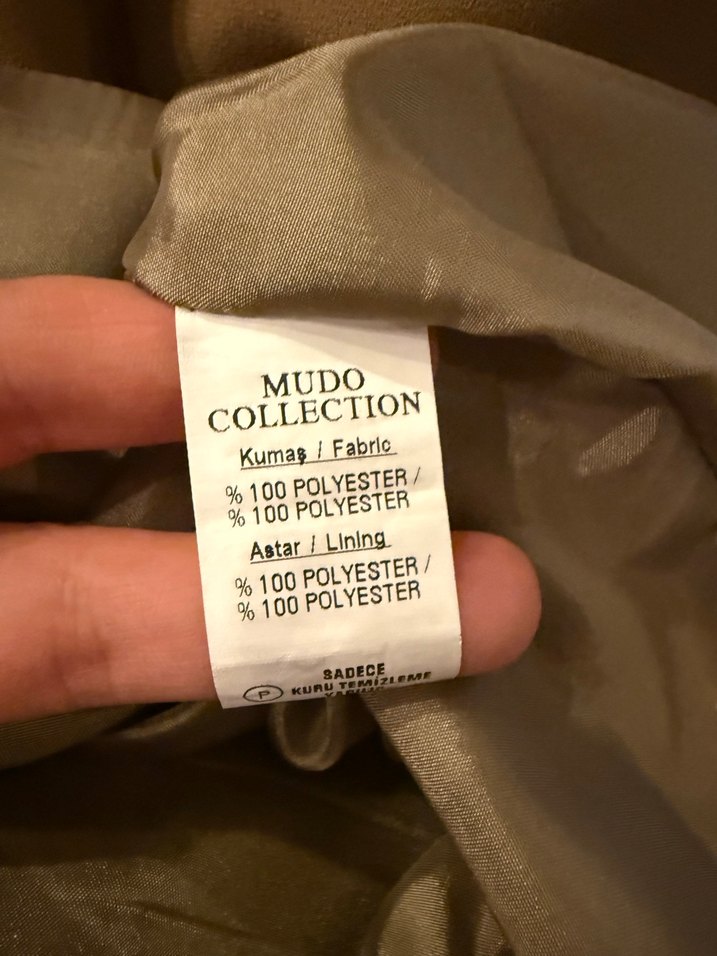 MUDO
COLLECTION
Kumaş / Fabric
% 100 POLYESTER /
% 100 POLYESTER
Astar / Lining
% 100 POLYESTER /
% 100 POLYESTER
SADECE
P KURU TEMİZLEME